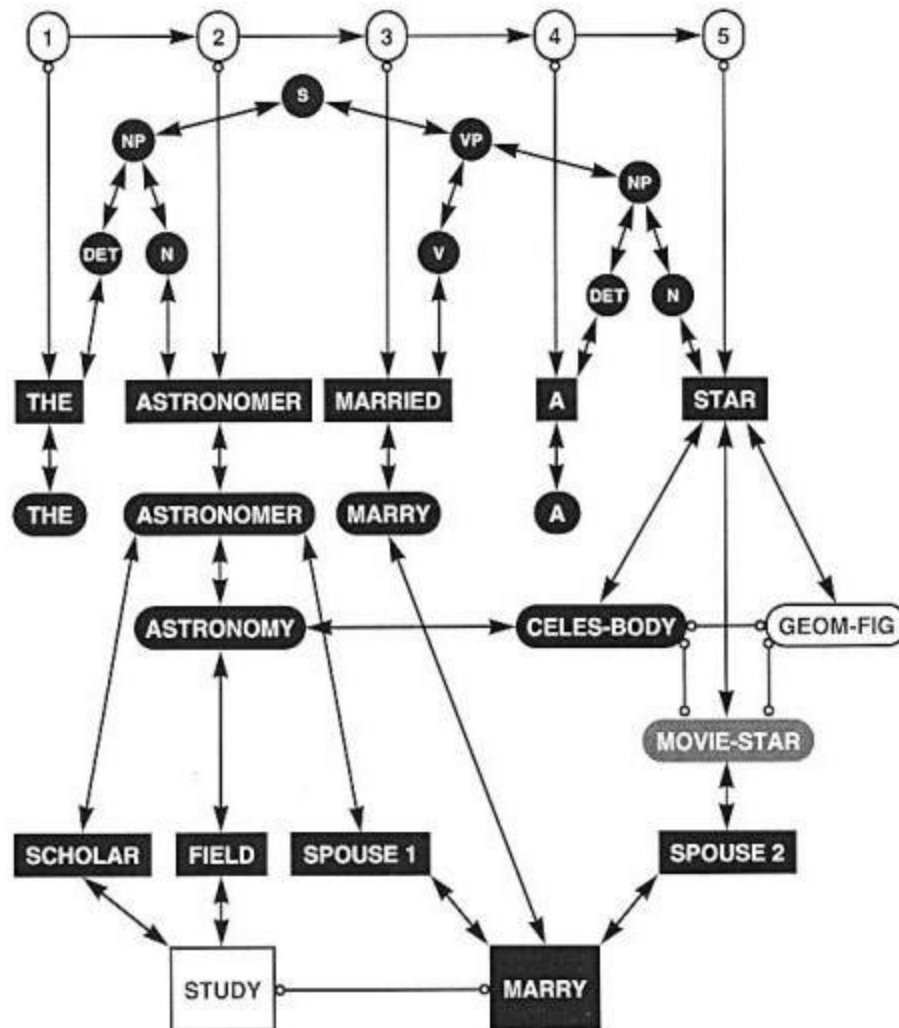 1 2 3 4 5
S
NP VP
NP
DET N V
DET N
THE ASTRONOMER MARRIED A STAR
THE ASTRONOMER MARRY A
ASTRONOMY CELES-BODY GEOM-FIG
MOVIE-STAR
SCHOLAR FIELD SPOUSE 1 SPOUSE 2
STUDY MARRY